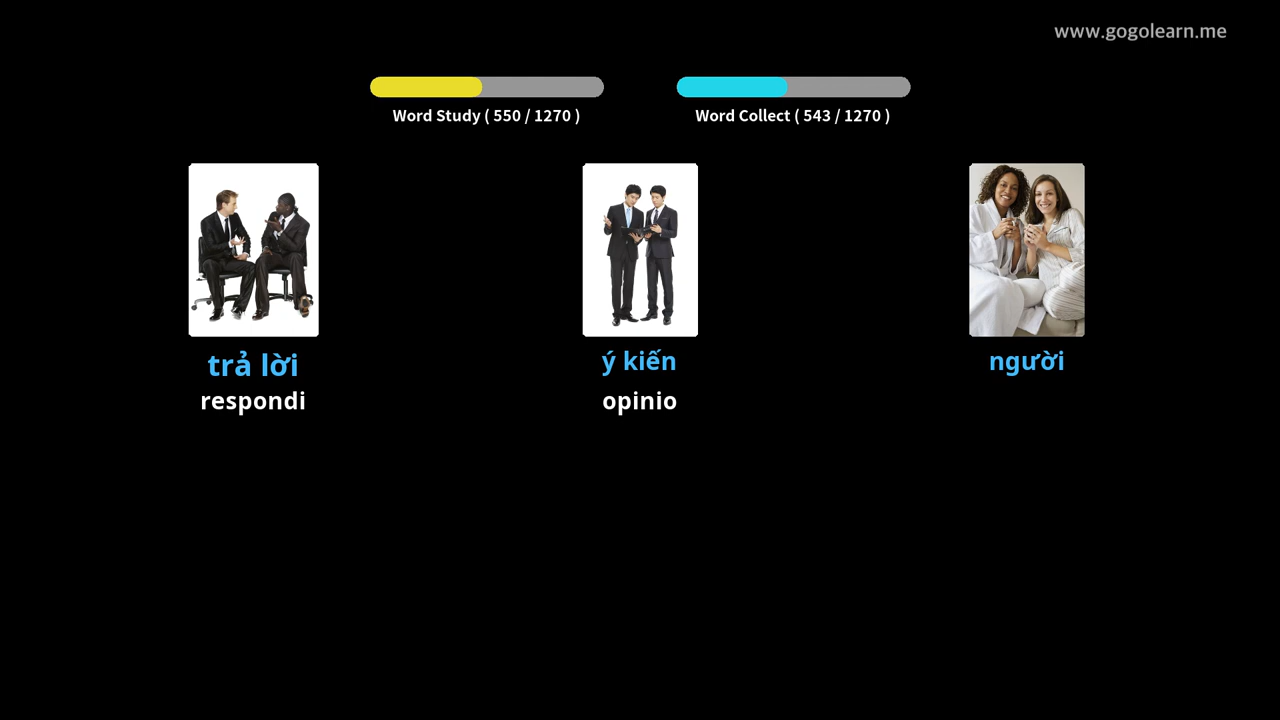 www.gogolearn.me
Word Study ( 550 / 1270 )
Word Collect ( 543 / 1270 )
trả lời
respondi
ý kiến
opinio
người